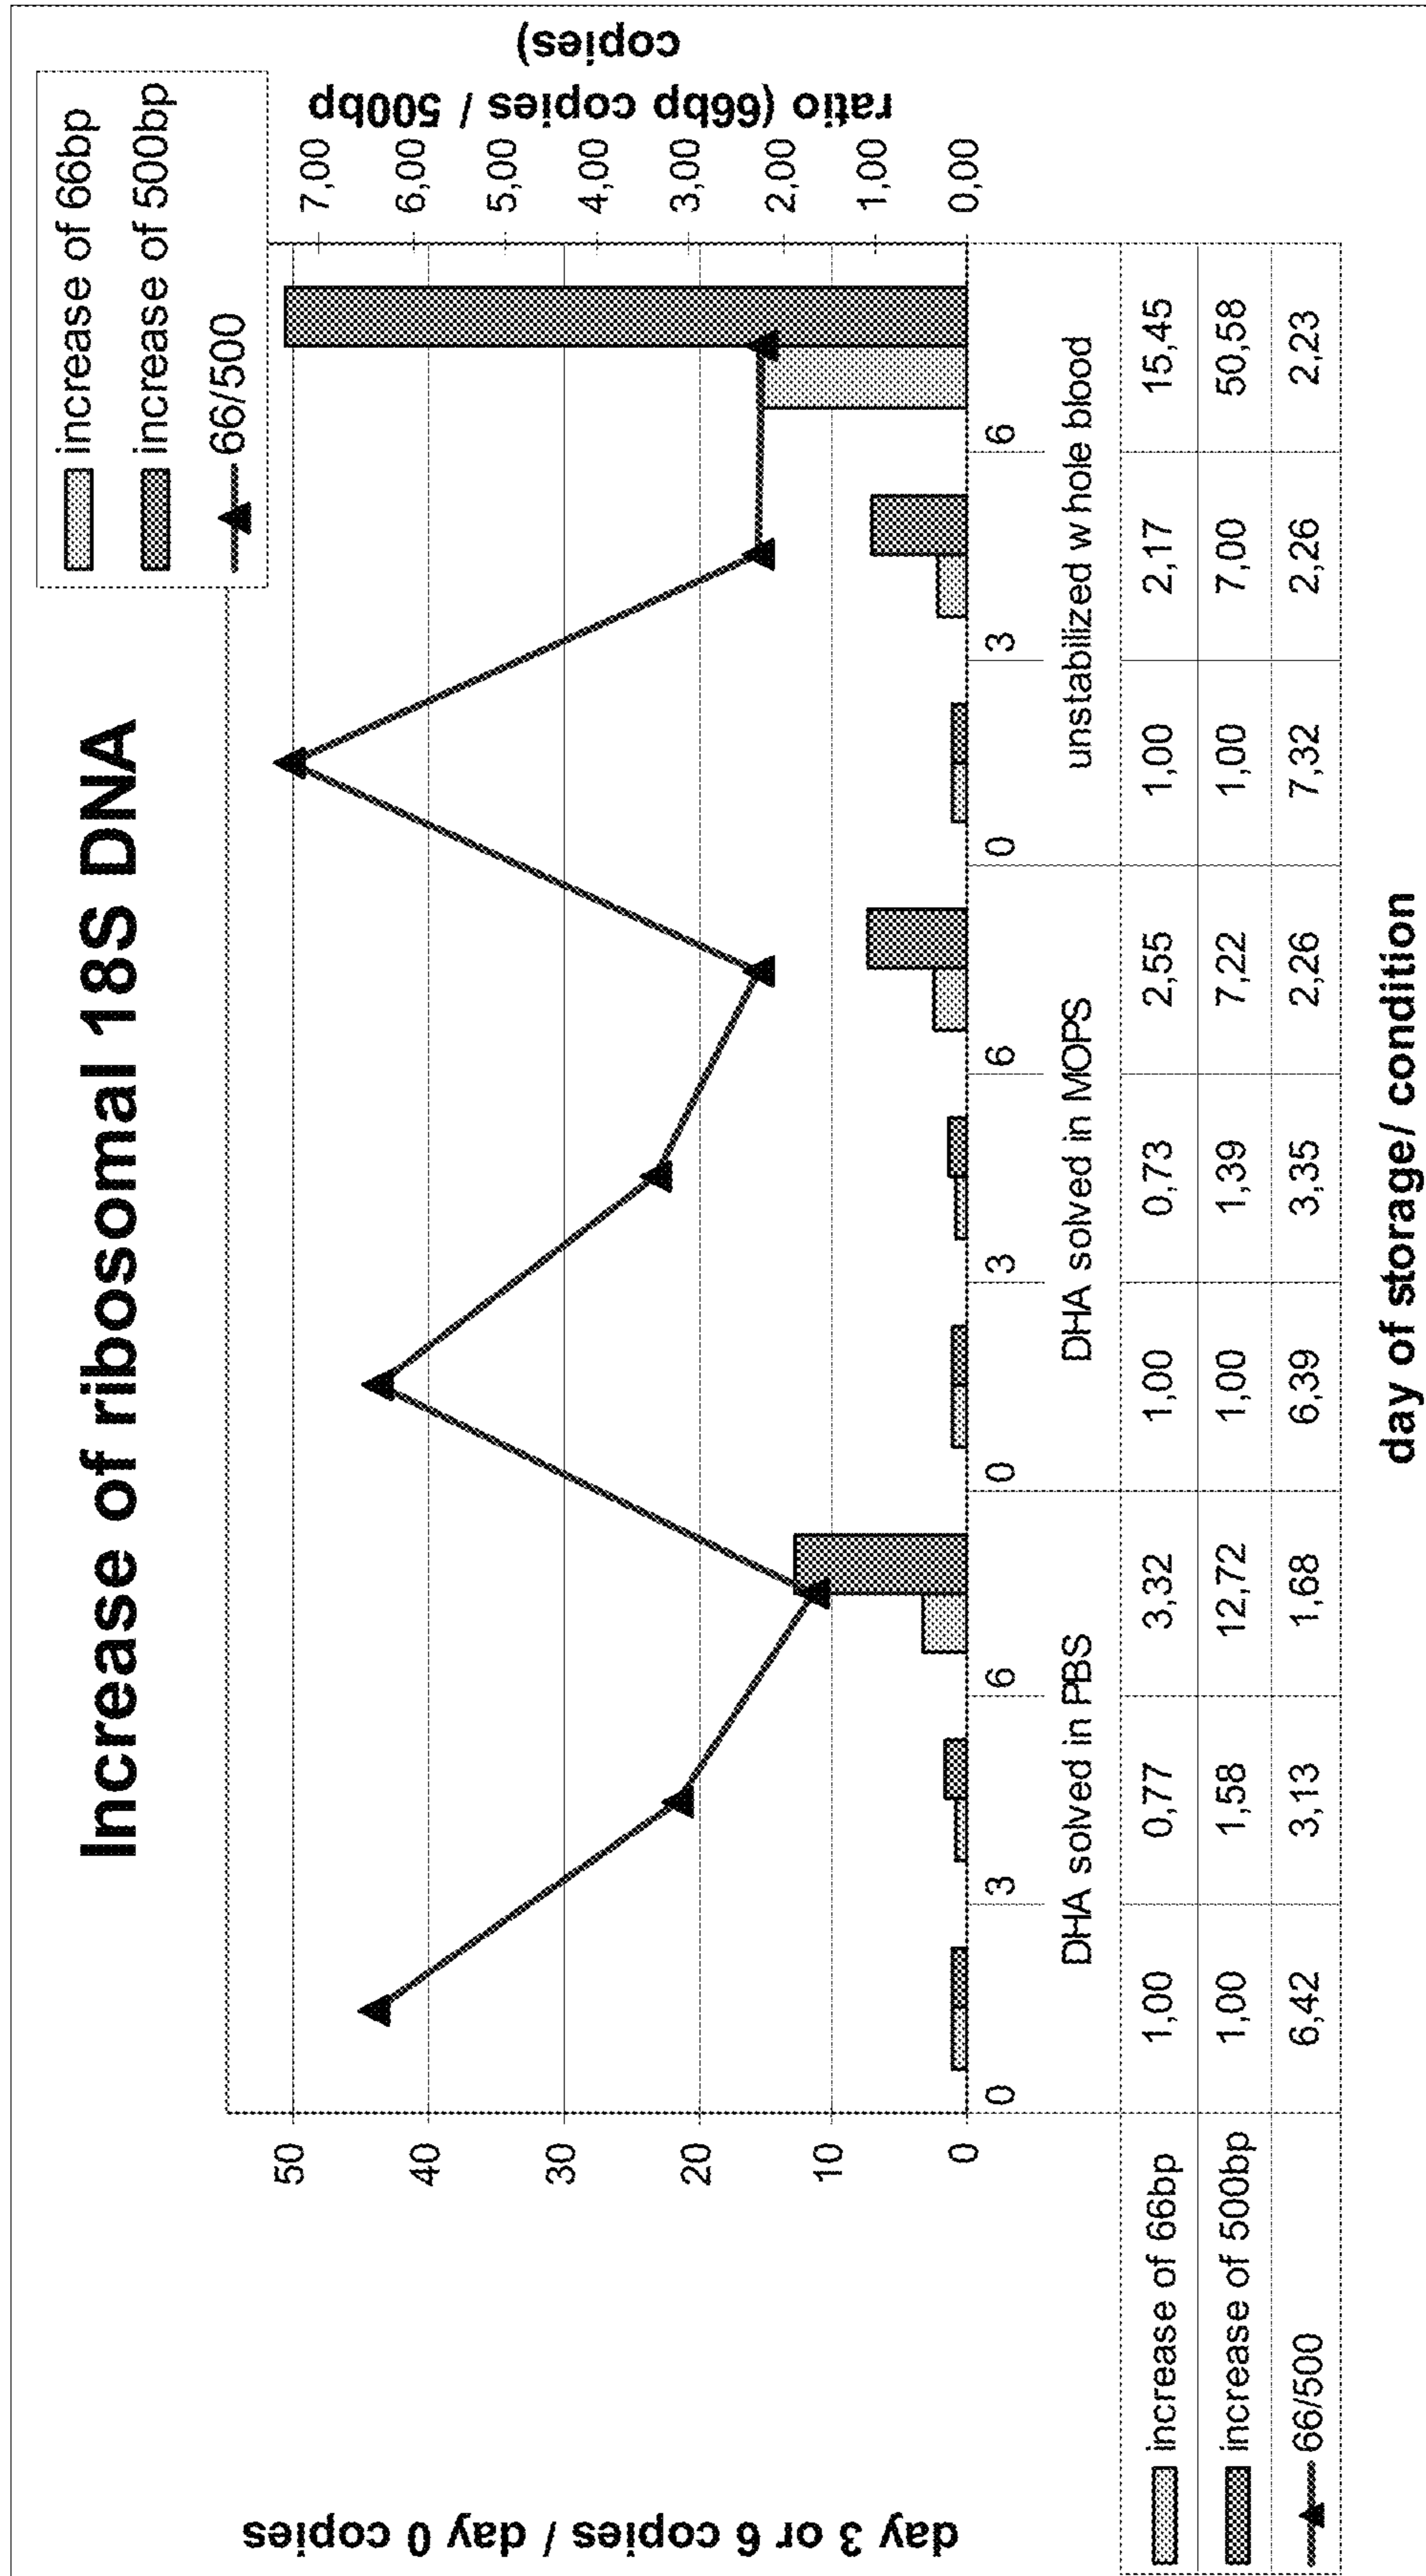 Increase of ribosomal 18S DNA
increase of 66bp
increase of 500bp
66/500
day 3 or 6 copies / day 0 copies
50
40
30
20
10
0
7,00
6,00
5,00
4,00
3,00
2,00
1,00
0,00
ratio (66bp copies / 500bp
copies)
0 3 6 0 3 6 0 3 6
DHA solved in PBS DHA solved in MOPS unstabilized w hole blood
increase of 66bp 1,00 0,77 3,32 1,00 0,73 2,55 1,00 2,17 15,45
increase of 500bp 1,00 1,58 12,72 1,00 1,39 7,22 1,00 7,00 50,58
66/500 6,42 3,13 1,68 6,39 3,35 2,26 7,32 2,26 2,23
day of storage/ condition